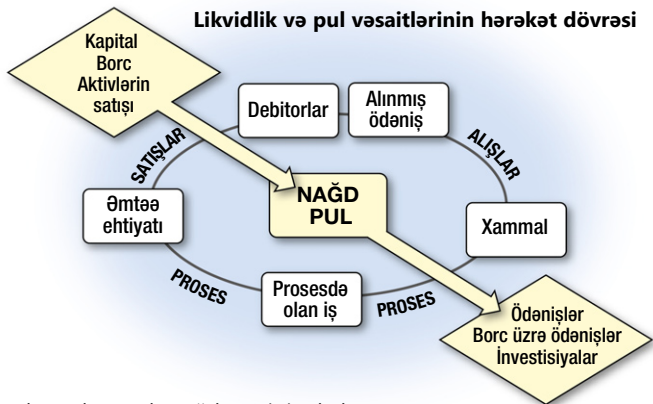 Likvidlik və pul vəsaitlərinin hərəkət dövrəsi
Kapital
Borc
Aktivlərin
satışı
Debitorlar
Alınmış
ödəniş
SATIŞLAR
ALIŞLAR
Əmtəə
ehtiyatı
NAĞD
PUL
Xammal
PROSES
Prosesdə
olan iş
PROSES
Ödənişlər
Borc üzrə ödənişlər
İnvestisiyalar